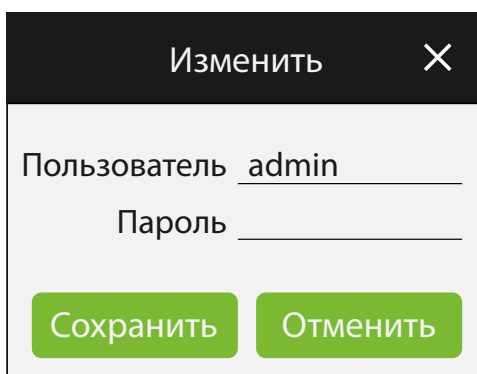 Изменить
Пользователь admin
Пароль
Сохранить Отменить